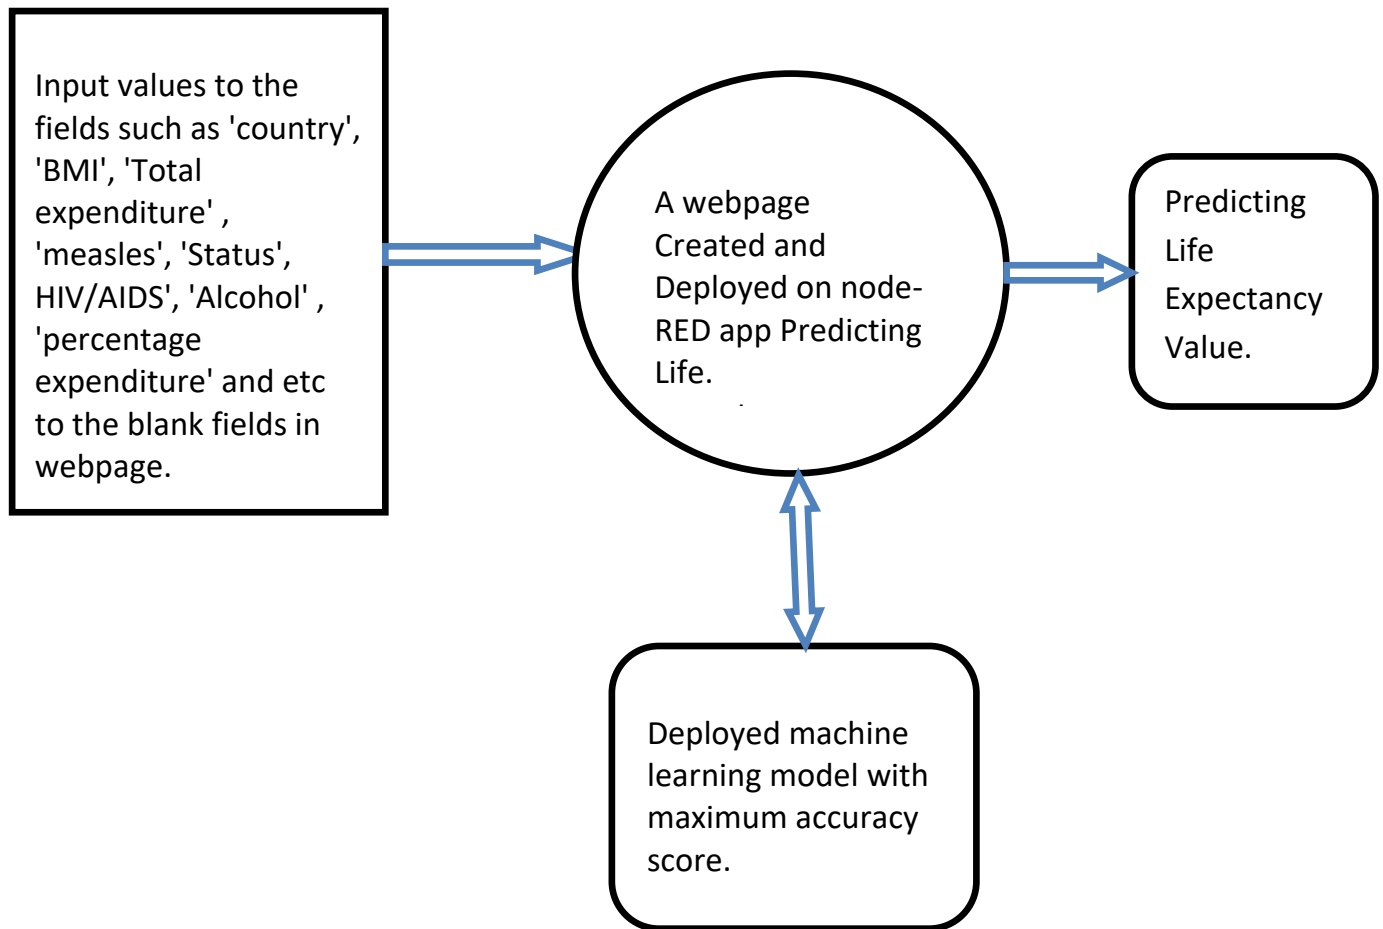 Input values to the
fields such as 'country',
'BMI', 'Total
expenditure' ,
'measles', 'Status',
HIV/AIDS', 'Alcohol' ,
'percentage
expenditure' and etc
to the blank fields in
webpage.
A webpage
Created and
Deployed on node-
RED app Predicting
Life.
Predicting
Life
Expectancy
Value.
Deployed machine
learning model with
maximum accuracy
score.